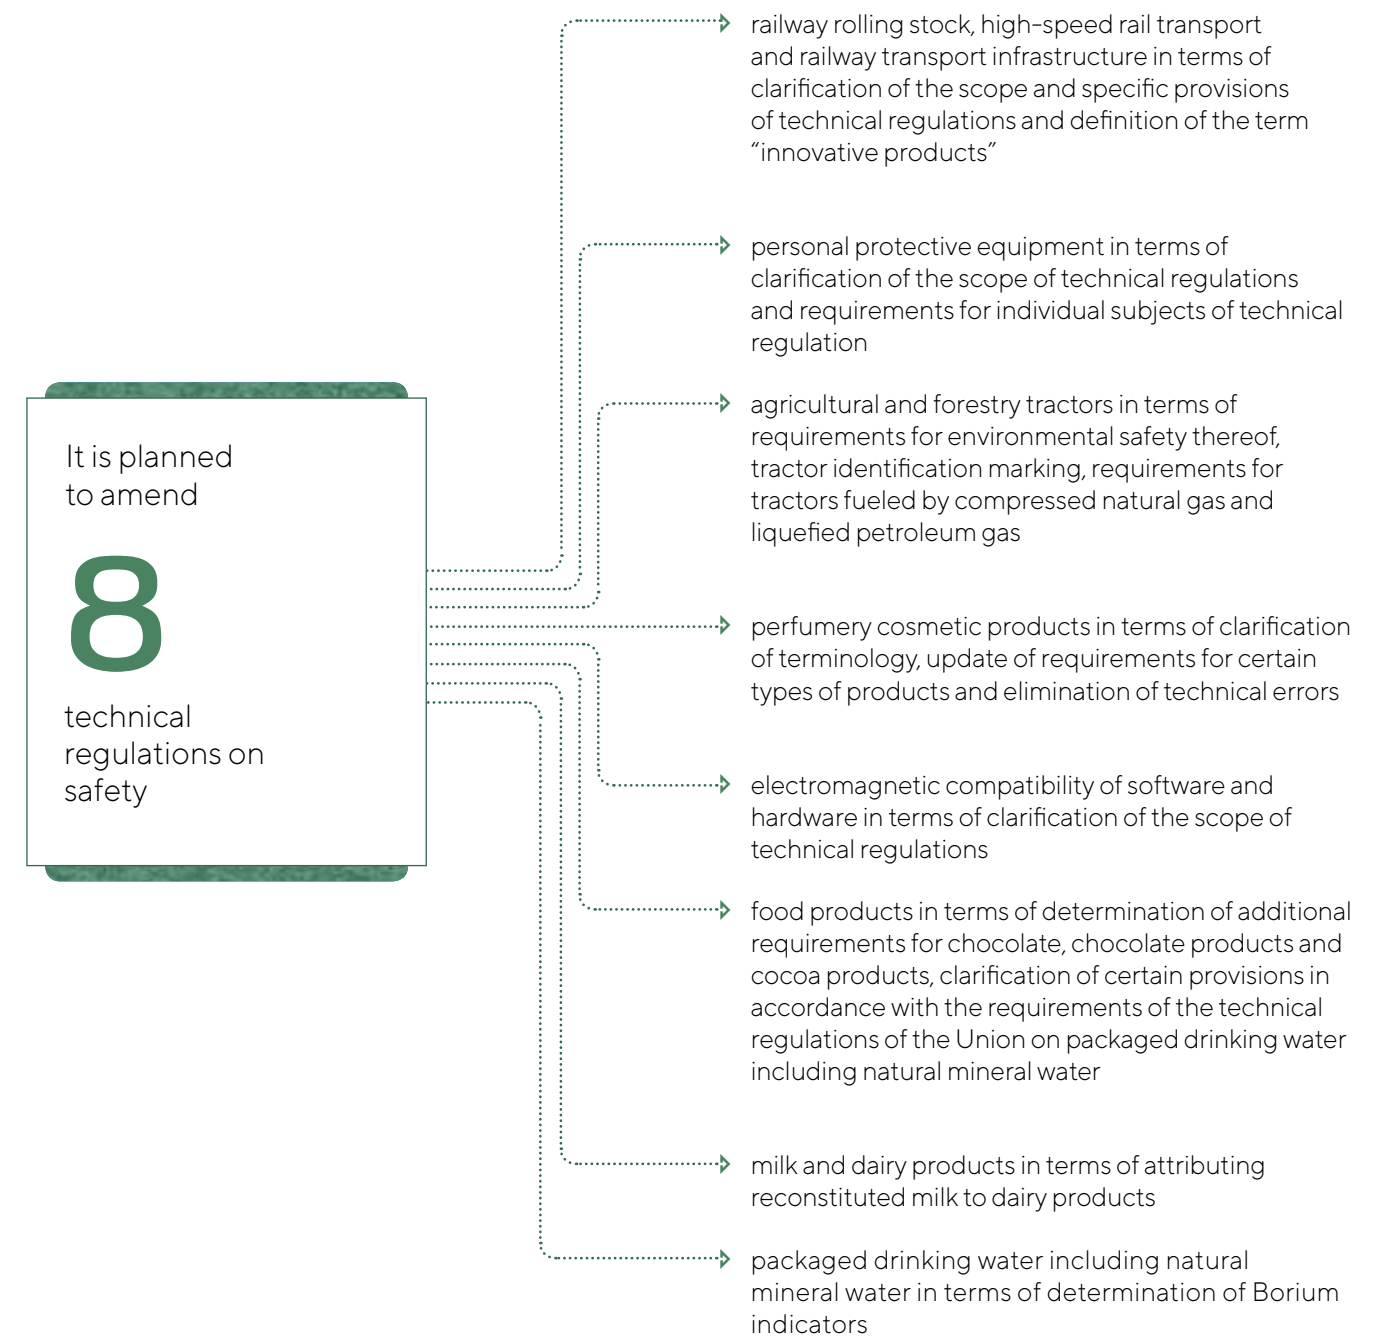 It is planned
to amend
8
technical
regulations on
safety
railway rolling stock, high-speed rail transport
and railway transport infrastructure in terms of
clarification of the scope and specific provisions
of technical regulations and definition of the term
“innovative products”
personal protective equipment in terms of
clarification of the scope of technical regulations
and requirements for individual subjects of technical
regulation
agricultural and forestry tractors in terms of
requirements for environmental safety thereof,
tractor identification marking, requirements for
tractors fueled by compressed natural gas and
liquefied petroleum gas
perfumery cosmetic products in terms of clarification
of terminology, update of requirements for certain
types of products and elimination of technical errors
electromagnetic compatibility of software and
hardware in terms of clarification of the scope of
technical regulations
food products in terms of determination of additional
requirements for chocolate, chocolate products and
cocoa products, clarification of certain provisions in
accordance with the requirements of the technical
regulations of the Union on packaged drinking water
including natural mineral water
milk and dairy products in terms of attributing
reconstituted milk to dairy products
packaged drinking water including natural
mineral water in terms of determination of Borium
indicators